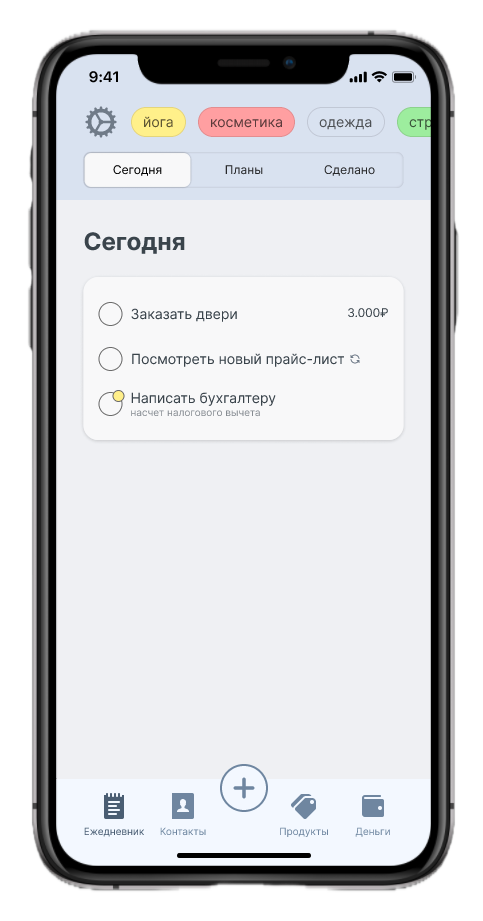 9:41
йога косметика одежда стр
Сегодня Планы Сделано
Сегодня
Заказать двери 3.000₽
Посмотреть новый прайс-лист
Написать бухгалтеру
насчет налогового вычета
Ежедневник Контакты Продукты Деньги